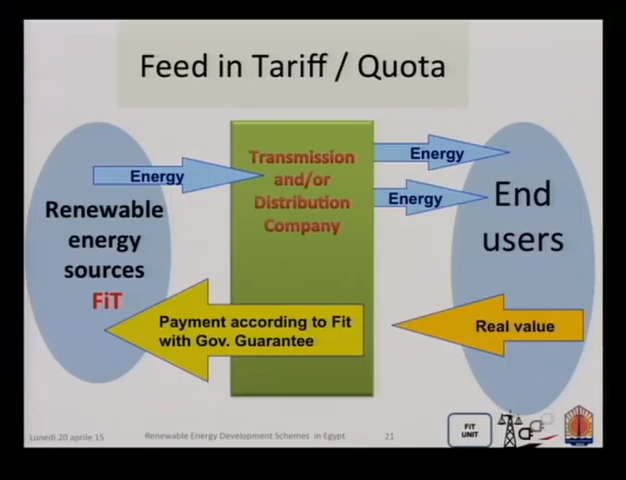 Feed in Tariff / Quota
Energy
Renewable
energy
sources
FiT
Transmission
and/or
Distribution
Company
Energy
Energy
End
users
Payment according to Fit
with Gov. Guarantee
Real value
Lunedì 20 aprile 15
Renewable Energy Development Schemes in Egypt
21
FIT
UNIT